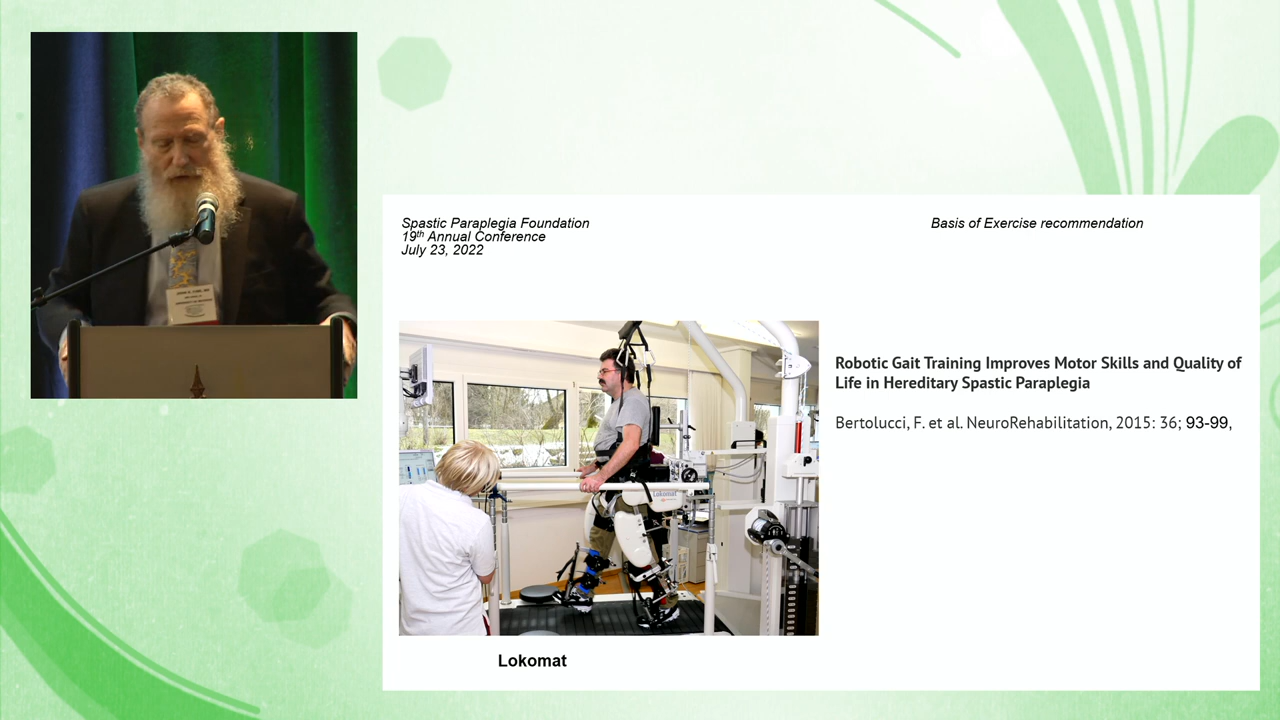 Spastic Paraplegia Foundation
19th Annual Conference
July 23, 2022
Basis of Exercise recommendation
Robotic Gait Training Improves Motor Skills and Quality of
Life in Hereditary Spastic Paraplegia
Bertolucci, F. et al. NeuroRehabilitation, 2015: 36; 93-99,
Lokomat
Lokomat